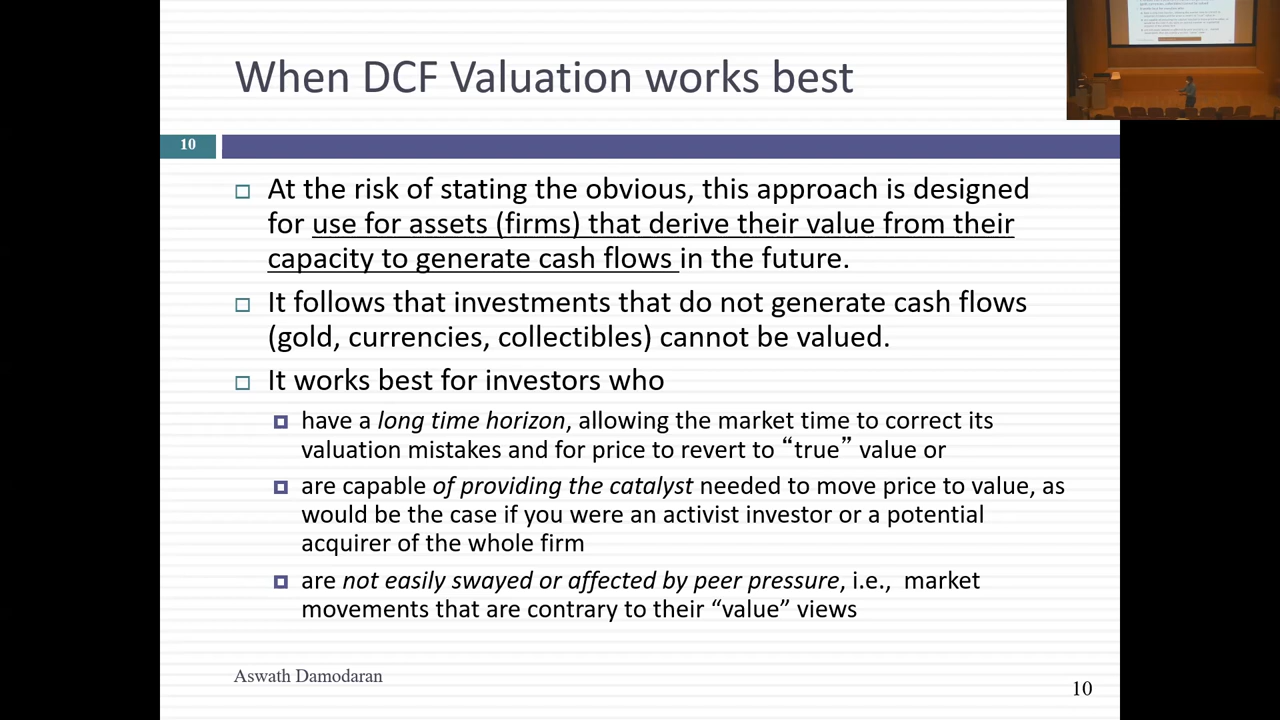 When DCF Valuation works best
10
At the risk of stating the obvious, this approach is designed
for use for assets (firms) that derive their value from their
capacity to generate cash flows in the future.
It follows that investments that do not generate cash flows
(gold, currencies, collectibles) cannot be valued.
It works best for investors who
have a long time horizon, allowing the market time to correct its
valuation mistakes and for price to revert to “true” value or
are capable of providing the catalyst needed to move price to value, as
would be the case if you were an activist investor or a potential
acquirer of the whole firm
are not easily swayed or affected by peer pressure, i.e., market
movements that are contrary to their “value” views
Aswath Damodaran
10